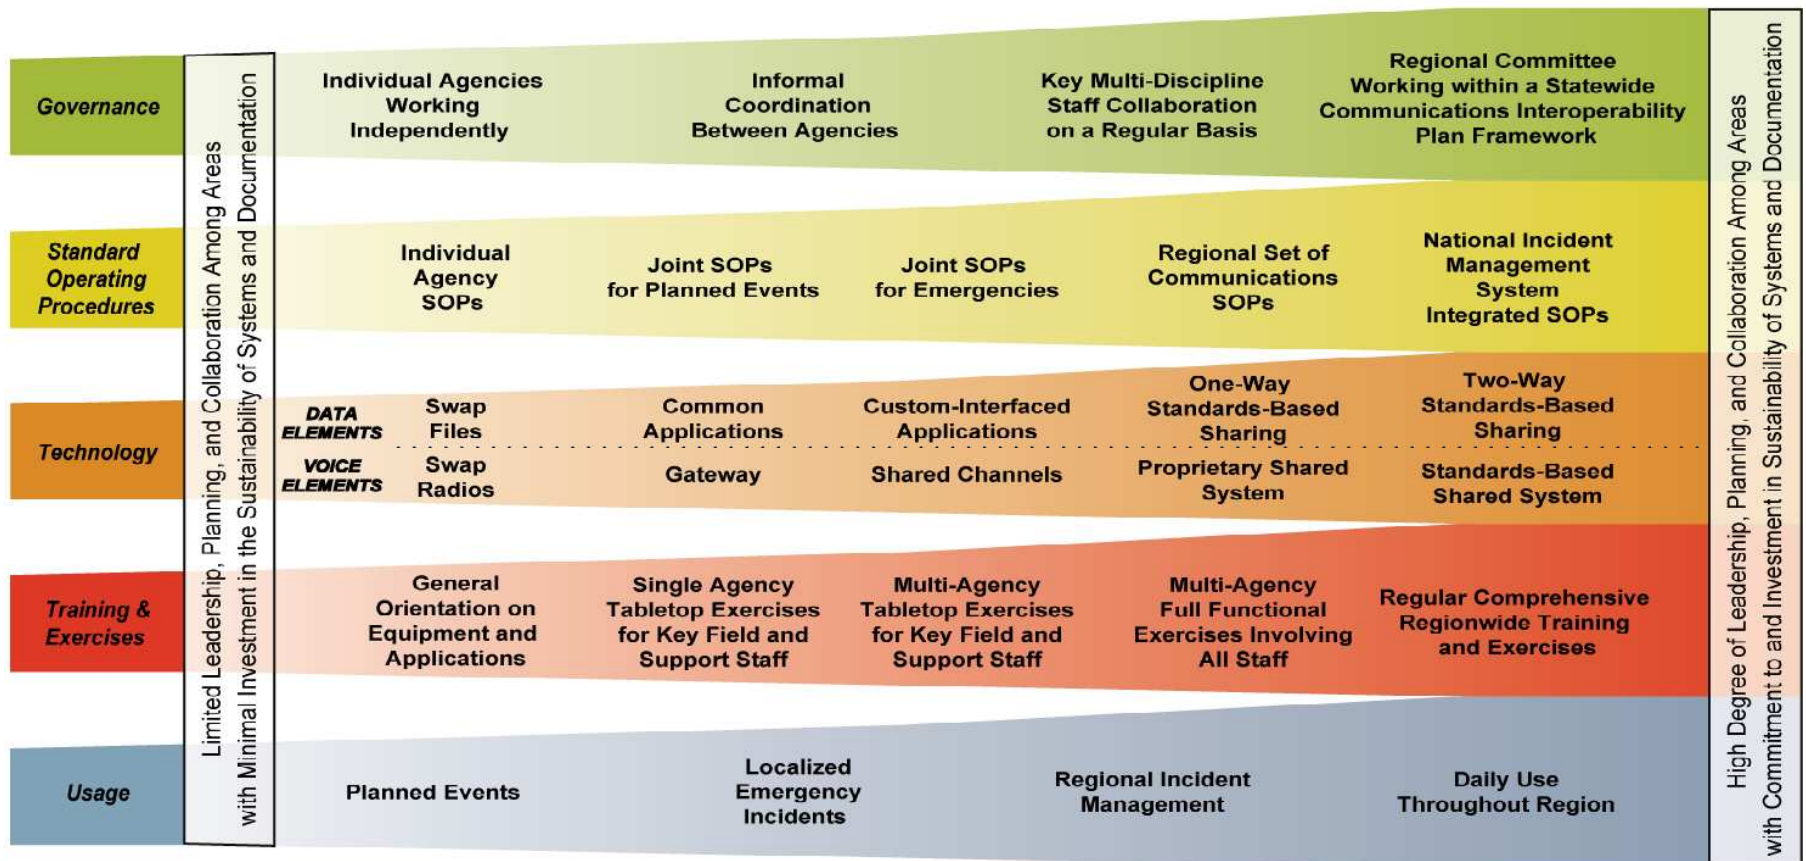 Limited Leadership, Planning, and Collaboration Among Areas
with Minimal Investment in the Sustainability of Systems and Documentation
Governance
Individual Agencies
Working
Independently
Informal
Coordination
Between Agencies
Key Multi-Discipline
Staff Collaboration
on a Regular Basis
Regional Committee
Working within a Statewide
Communications Interoperability
Plan Framework
Standard
Operating
Procedures
Individual
Agency
SOPs
Joint SOPs
for Planned Events
Joint SOPs
for Emergencies
Regional Set of
Communications
SOPs
National Incident
Management
System
Integrated SOPs
Technology
DATA
ELEMENTS
Swap
Files
Common
Applications
Custom-Interfaced
Applications
One-Way
Standards-Based
Sharing
Two-Way
Standards-Based
Sharing
VOICE
ELEMENTS
Swap
Radios
Gateway
Shared Channels
Proprietary Shared
System
Standards-Based
Shared System
Training &
Exercises
General
Orientation on
Equipment and
Applications
Single Agency
Tabletop Exercises
for Key Field and
Support Staff
Multi-Agency
Tabletop Exercises
for Key Field and
Support Staff
Multi-Agency
Full Functional
Exercises Involving
All Staff
Regular Comprehensive
Regionwide Training
and Exercises
Usage
Planned Events
Localized
Emergency
Incidents
Regional Incident
Management
Daily Use
Throughout Region
High Degree of Leadership, Planning, and Collaboration Among Areas
with Commitment to and Investment in Sustainability of Systems and Documentation